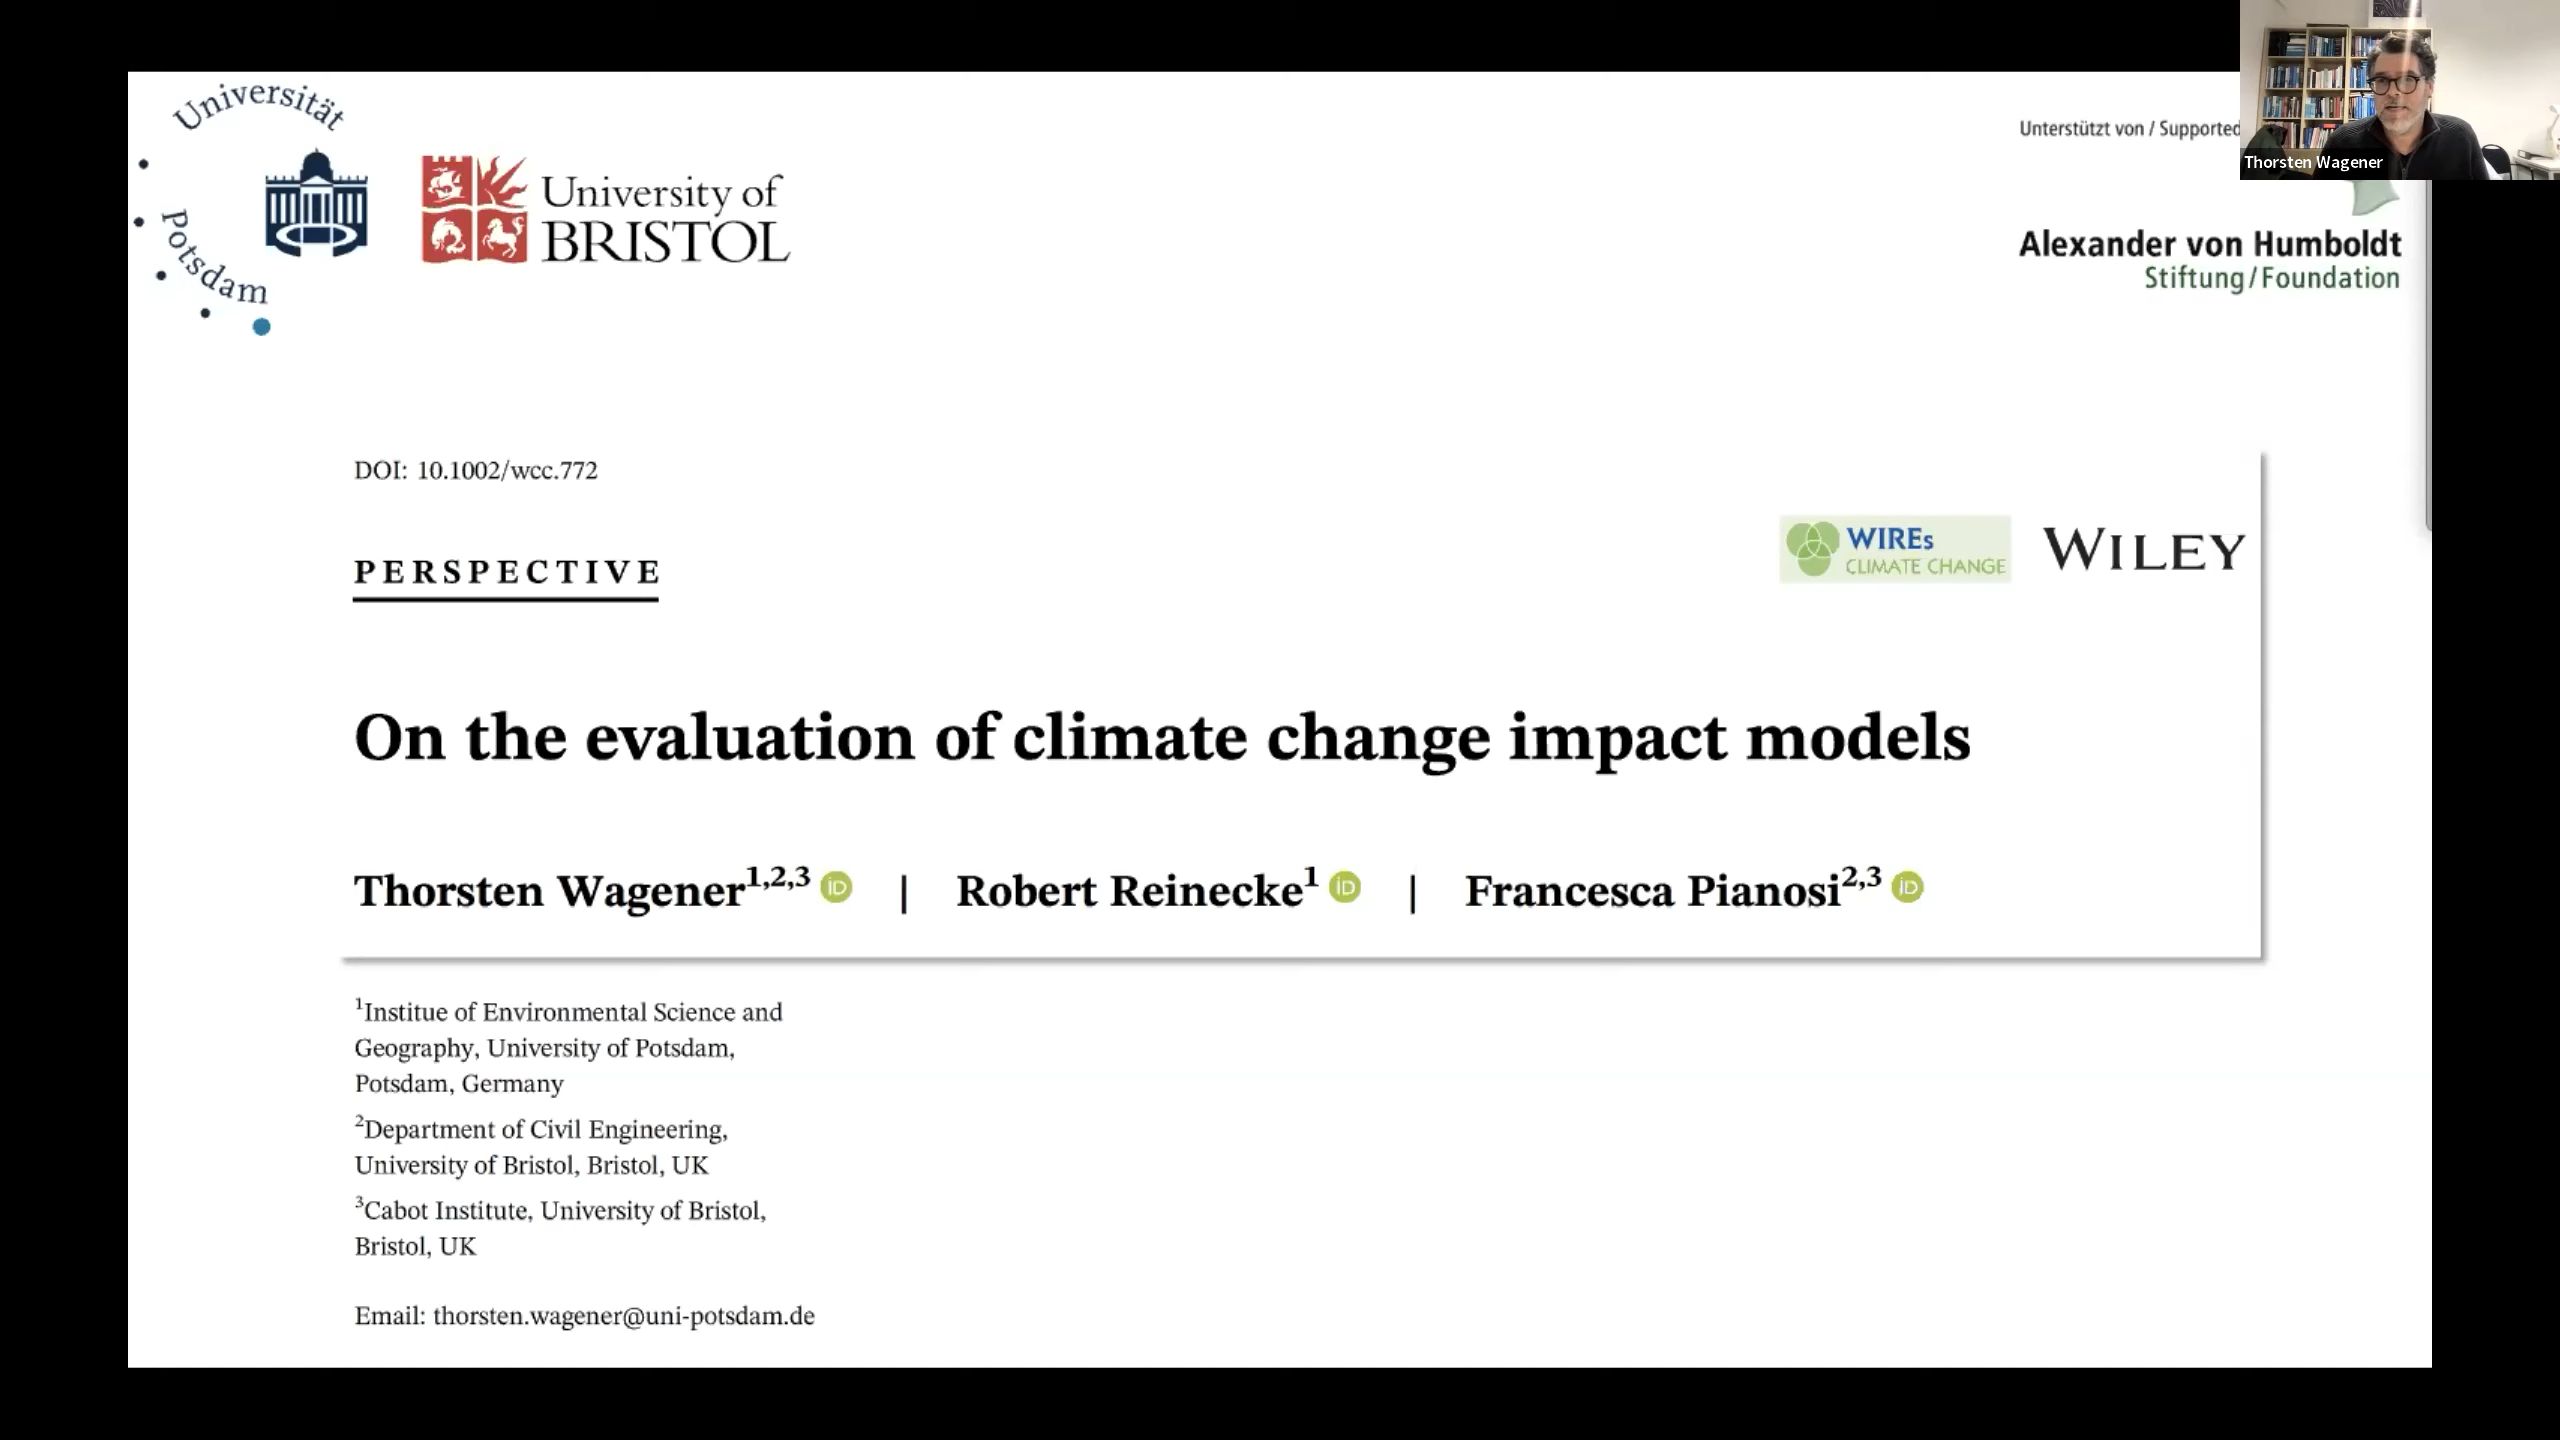 Universität
Potsdam
University of
BRISTOL
Unterstützt von / Supported
Thorsten Wagener
Alexander von Humboldt
Stiftung/Foundation
DOI: 10.1002/wcc.772
PERSPECTIVE
WIREs
CLIMATE CHANGE
WILEY
On the evaluation of climate change impact models
Thorsten Wagener1,2,3 iD | Robert Reinecke1 iD | Francesca Pianosi2,3 iD
1Institue of Environmental Science and
Geography, University of Potsdam,
Potsdam, Germany
2Department of Civil Engineering,
University of Bristol, Bristol, UK
3Cabot Institute, University of Bristol,
Bristol, UK
Email: thorsten.wagener@uni-potsdam.de